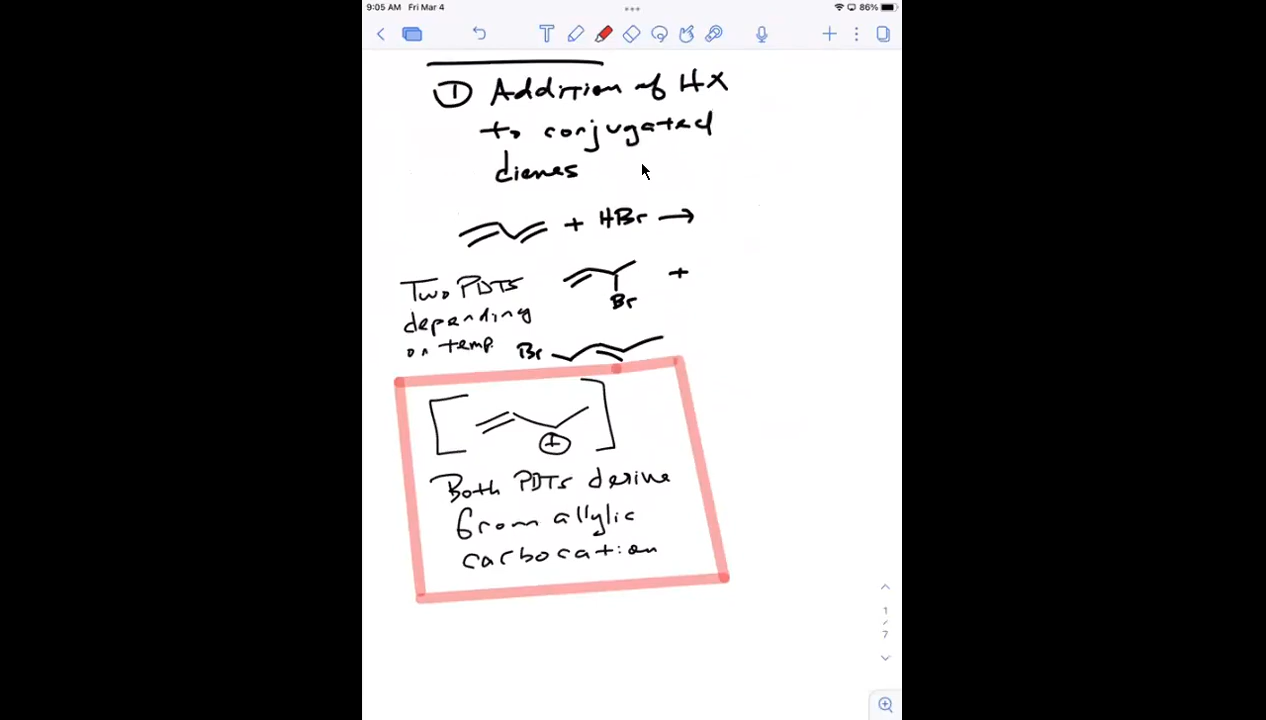 9:05 AM Fri Mar 4
86%
① Addition of HX
to conjugated
dienes
+ HBr →
Two PDTS
depending
on temp.
+
Br
Br
+
Both PDTs derive
from allylic
carbocation
1
/
7